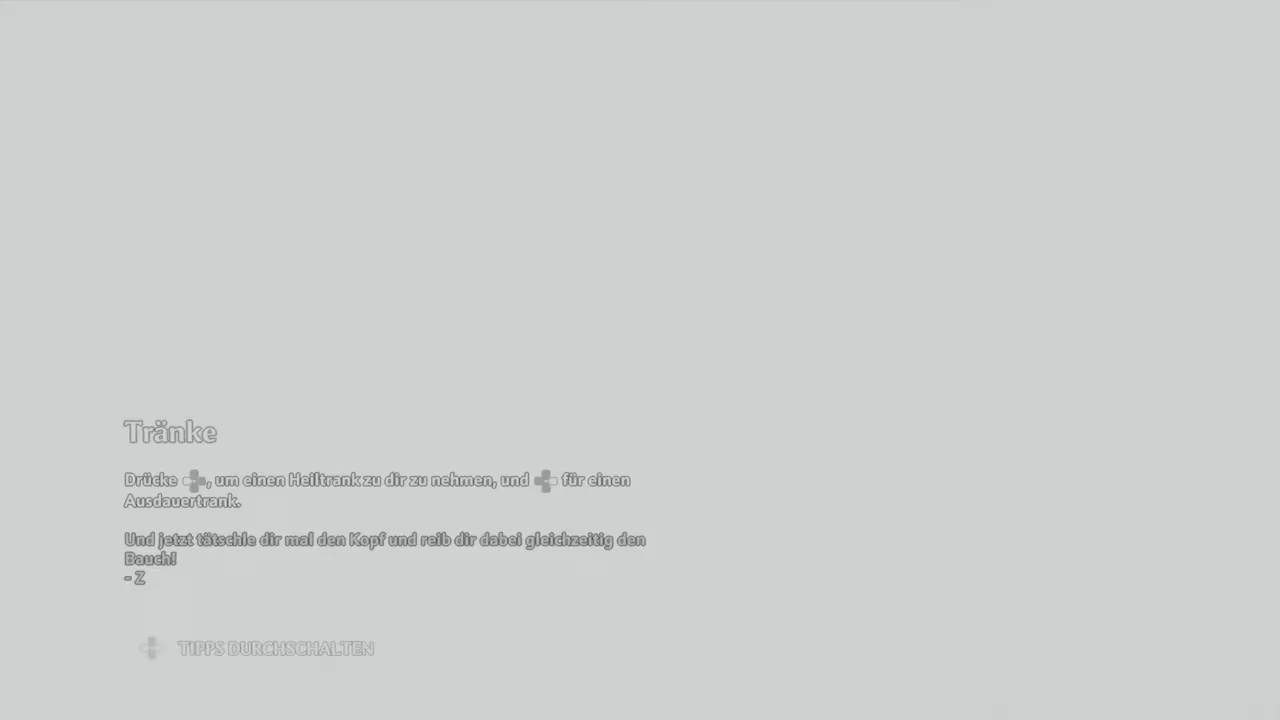 Tränke
Drücke , um einen Heiltrank zu dir zu nehmen, und für einen
Ausdauertrank.
Und jetzt tätschle dir mal den Kopf und reib dir dabei gleichzeitig den
Bauch!
- Z
TIPPS DURCHSCHALTEN